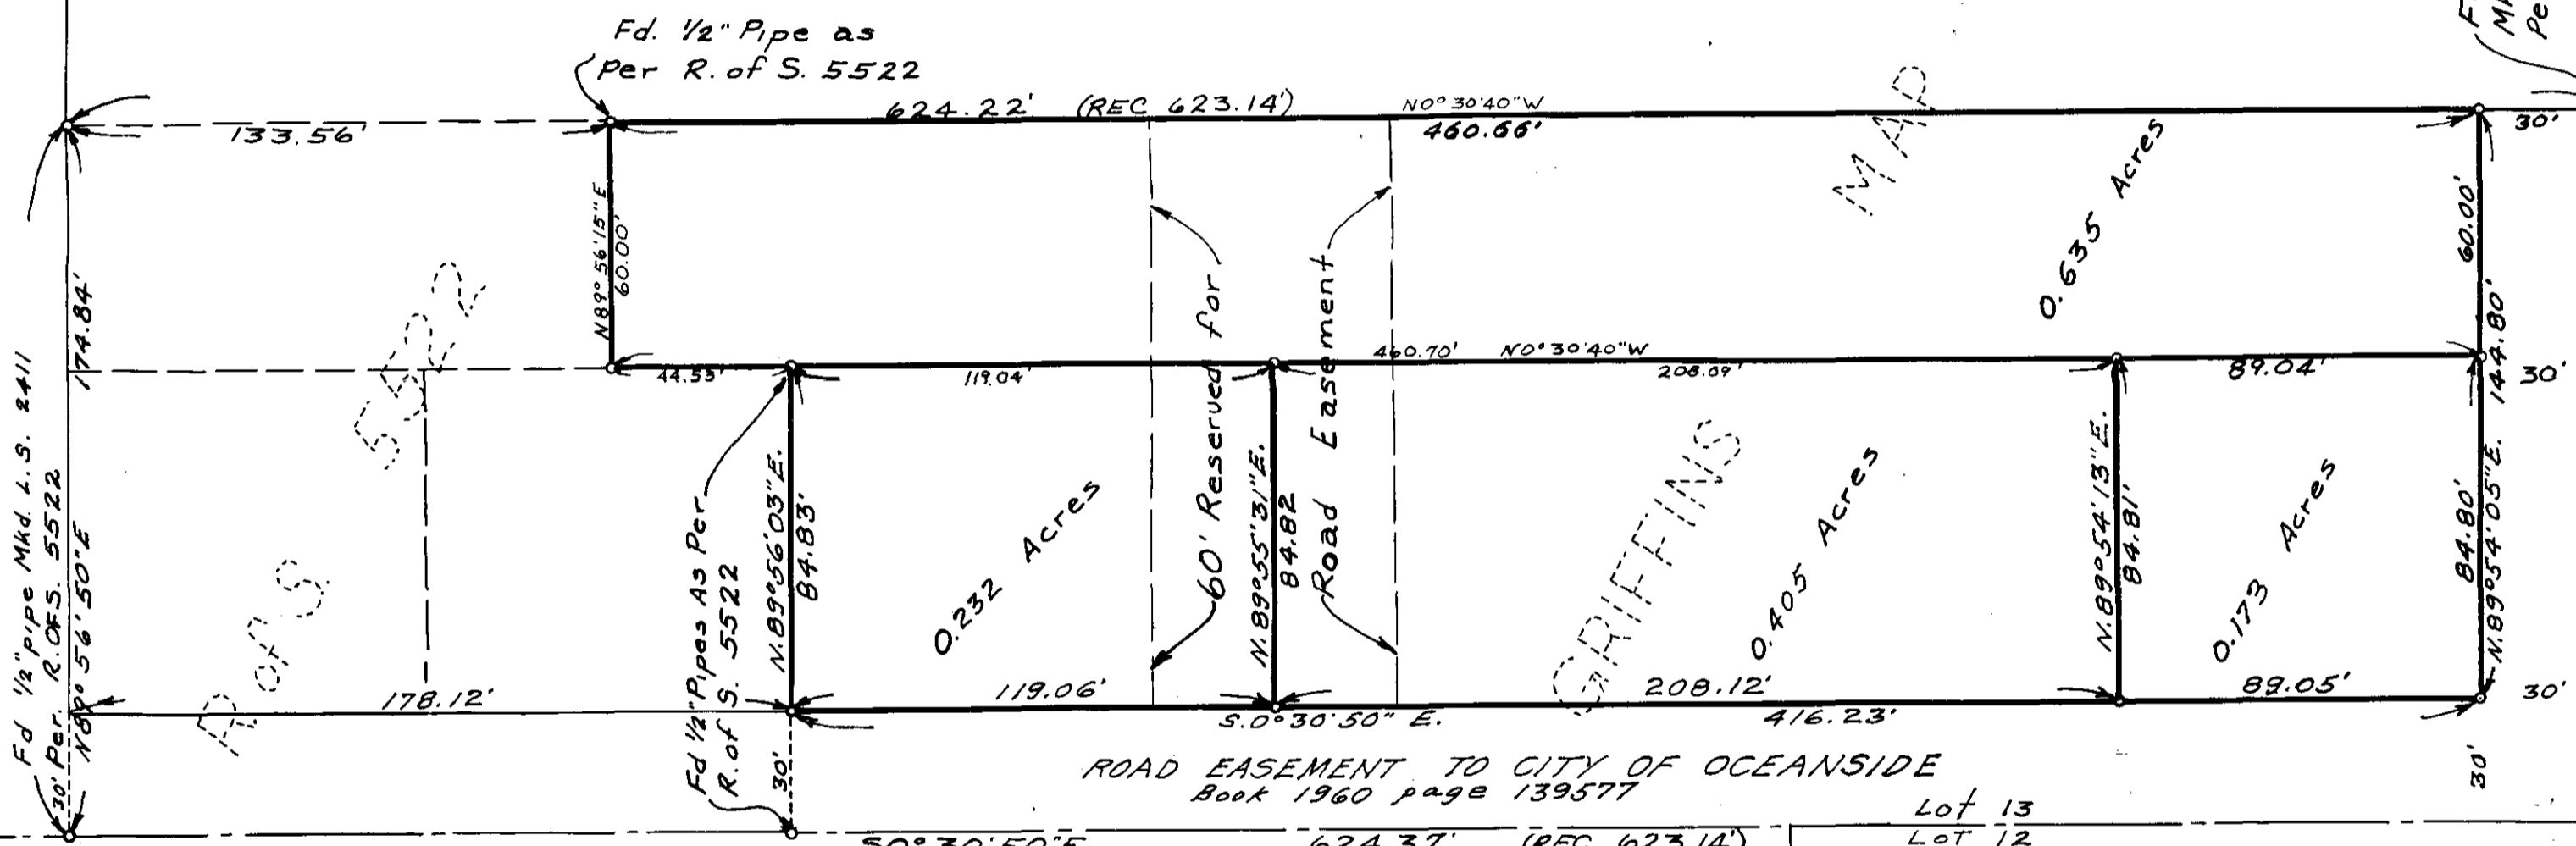 Fd. 1/2" Pipe as
per R. of S. 5522
133.56'
624.22' (REC 623.14')
N0°30'40"W
460.66'
30'
MAP
0.635 Acres
60.00'
N89°56'15"E
60.00'
174.84'
R of S 5522
44.53'
119.04'
460.70' N0°30'40"W
208.09'
89.04'
30'
144.80'
Fd 1/2" pipe Mkd. L.S. 2411
Per. R. OF S. 5522
N89°56'50"E
30'
Fd 1/2" Pipes As Per
R. of S. 5522
N.89°56'03"E.
84.83'
0.232 Acres
60' Reserved for
Road Easement
N.89°55'31"E.
84.82
GRIFFINS
0.405 Acres
N.89°54'13"E.
84.81'
0.173 Acres
84.80'
N.89°54'05"E.
178.12'
119.06'
208.12'
89.05'
30'
S.0°30'50" E.
416.23'
30'
30'
ROAD EASEMENT TO CITY OF OCEANSIDE
Book 1960 page 139577
Lot 13
LOT 12
S0°30'50"E
624.37' (REC 623.14')